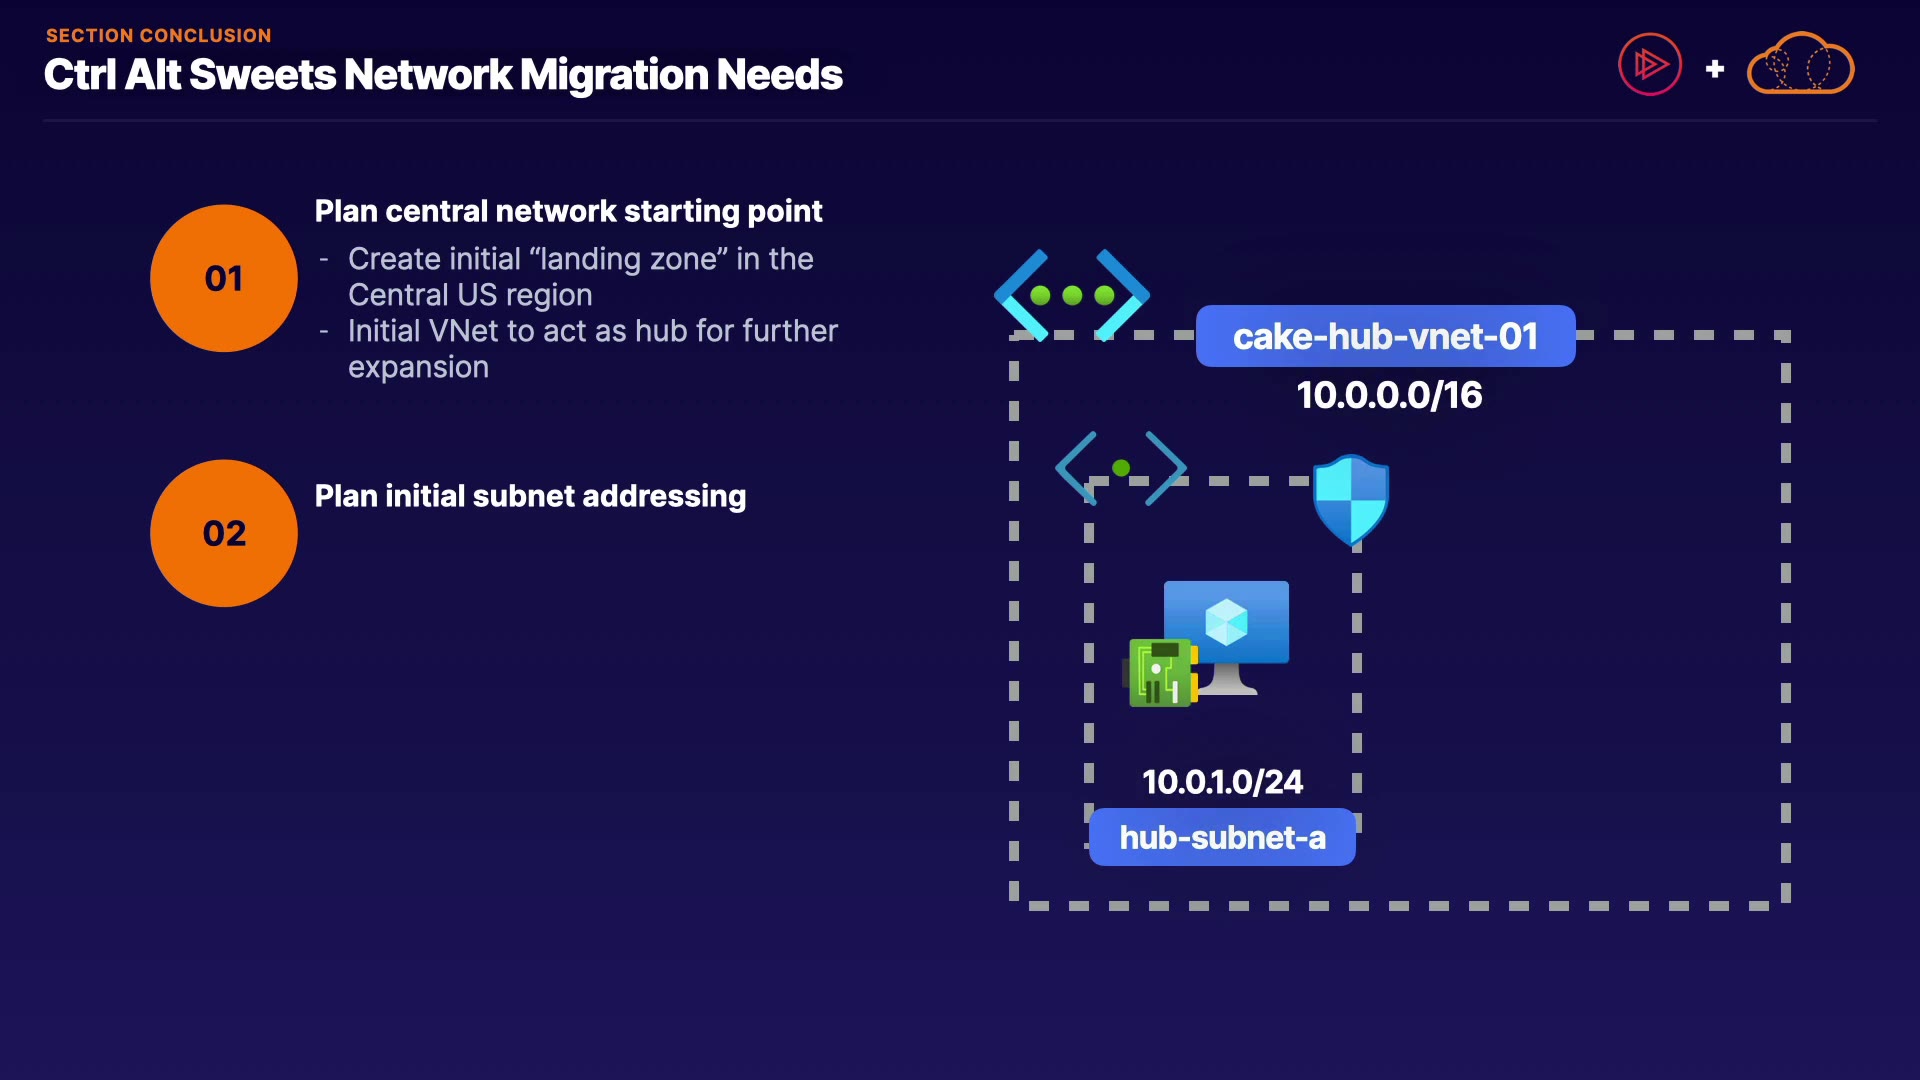 SECTION CONCLUSION
Ctrl Alt Sweets Network Migration Needs
01
Plan central network starting point
- Create initial “landing zone” in the
Central US region
- Initial VNet to act as hub for further
expansion
02
Plan initial subnet addressing
cake-hub-vnet-01
10.0.0.0/16
10.0.1.0/24
hub-subnet-a